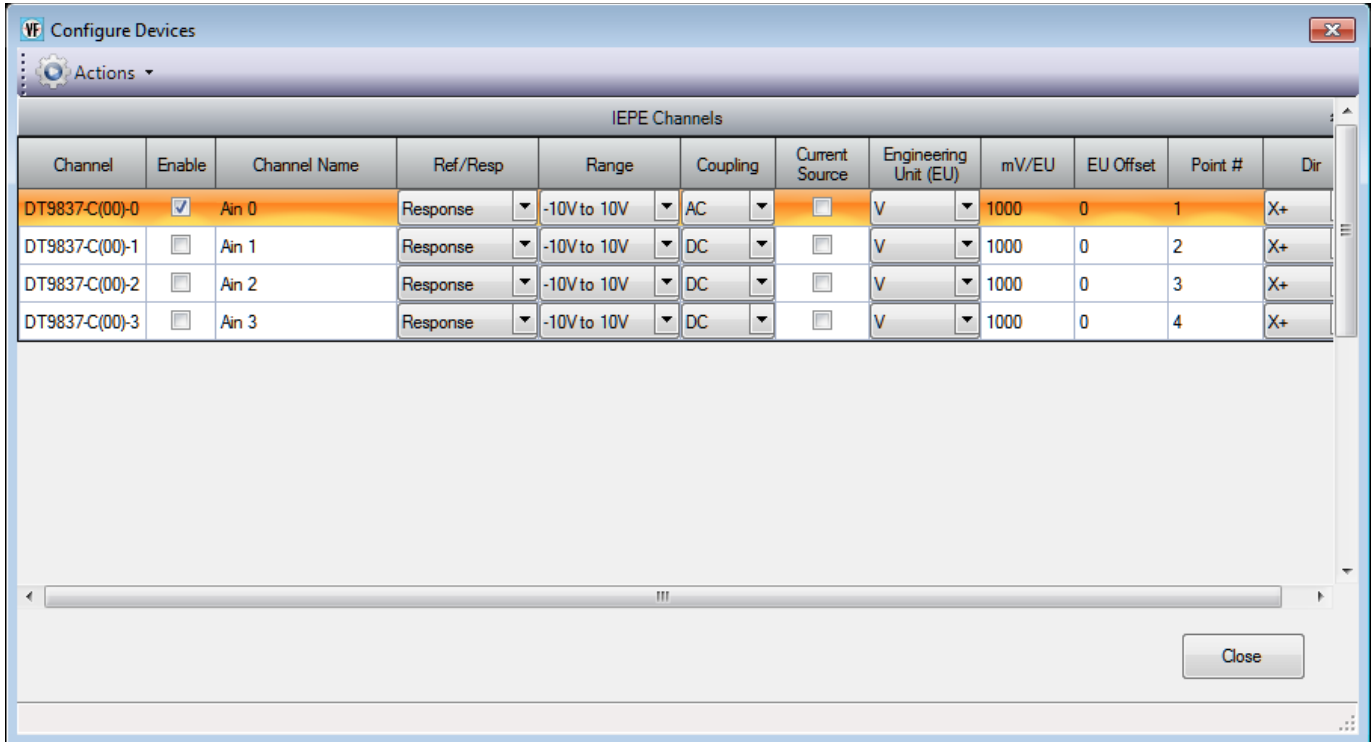 VF Configure Devices
Actions
IEPE Channels
Channel Enable Channel Name Ref/Resp Range Coupling Current Source Engineering Unit (EU) mV/EU EU Offset Point # Dir
DT9837-C(00)-0 Ain 0 Response -10V to 10V AC V 1000 0 1 X+
DT9837-C(00)-1 Ain 1 Response -10V to 10V DC V 1000 0 2 X+
DT9837-C(00)-2 Ain 2 Response -10V to 10V DC V 1000 0 3 X+
DT9837-C(00)-3 Ain 3 Response -10V to 10V DC V 1000 0 4 X+
Close